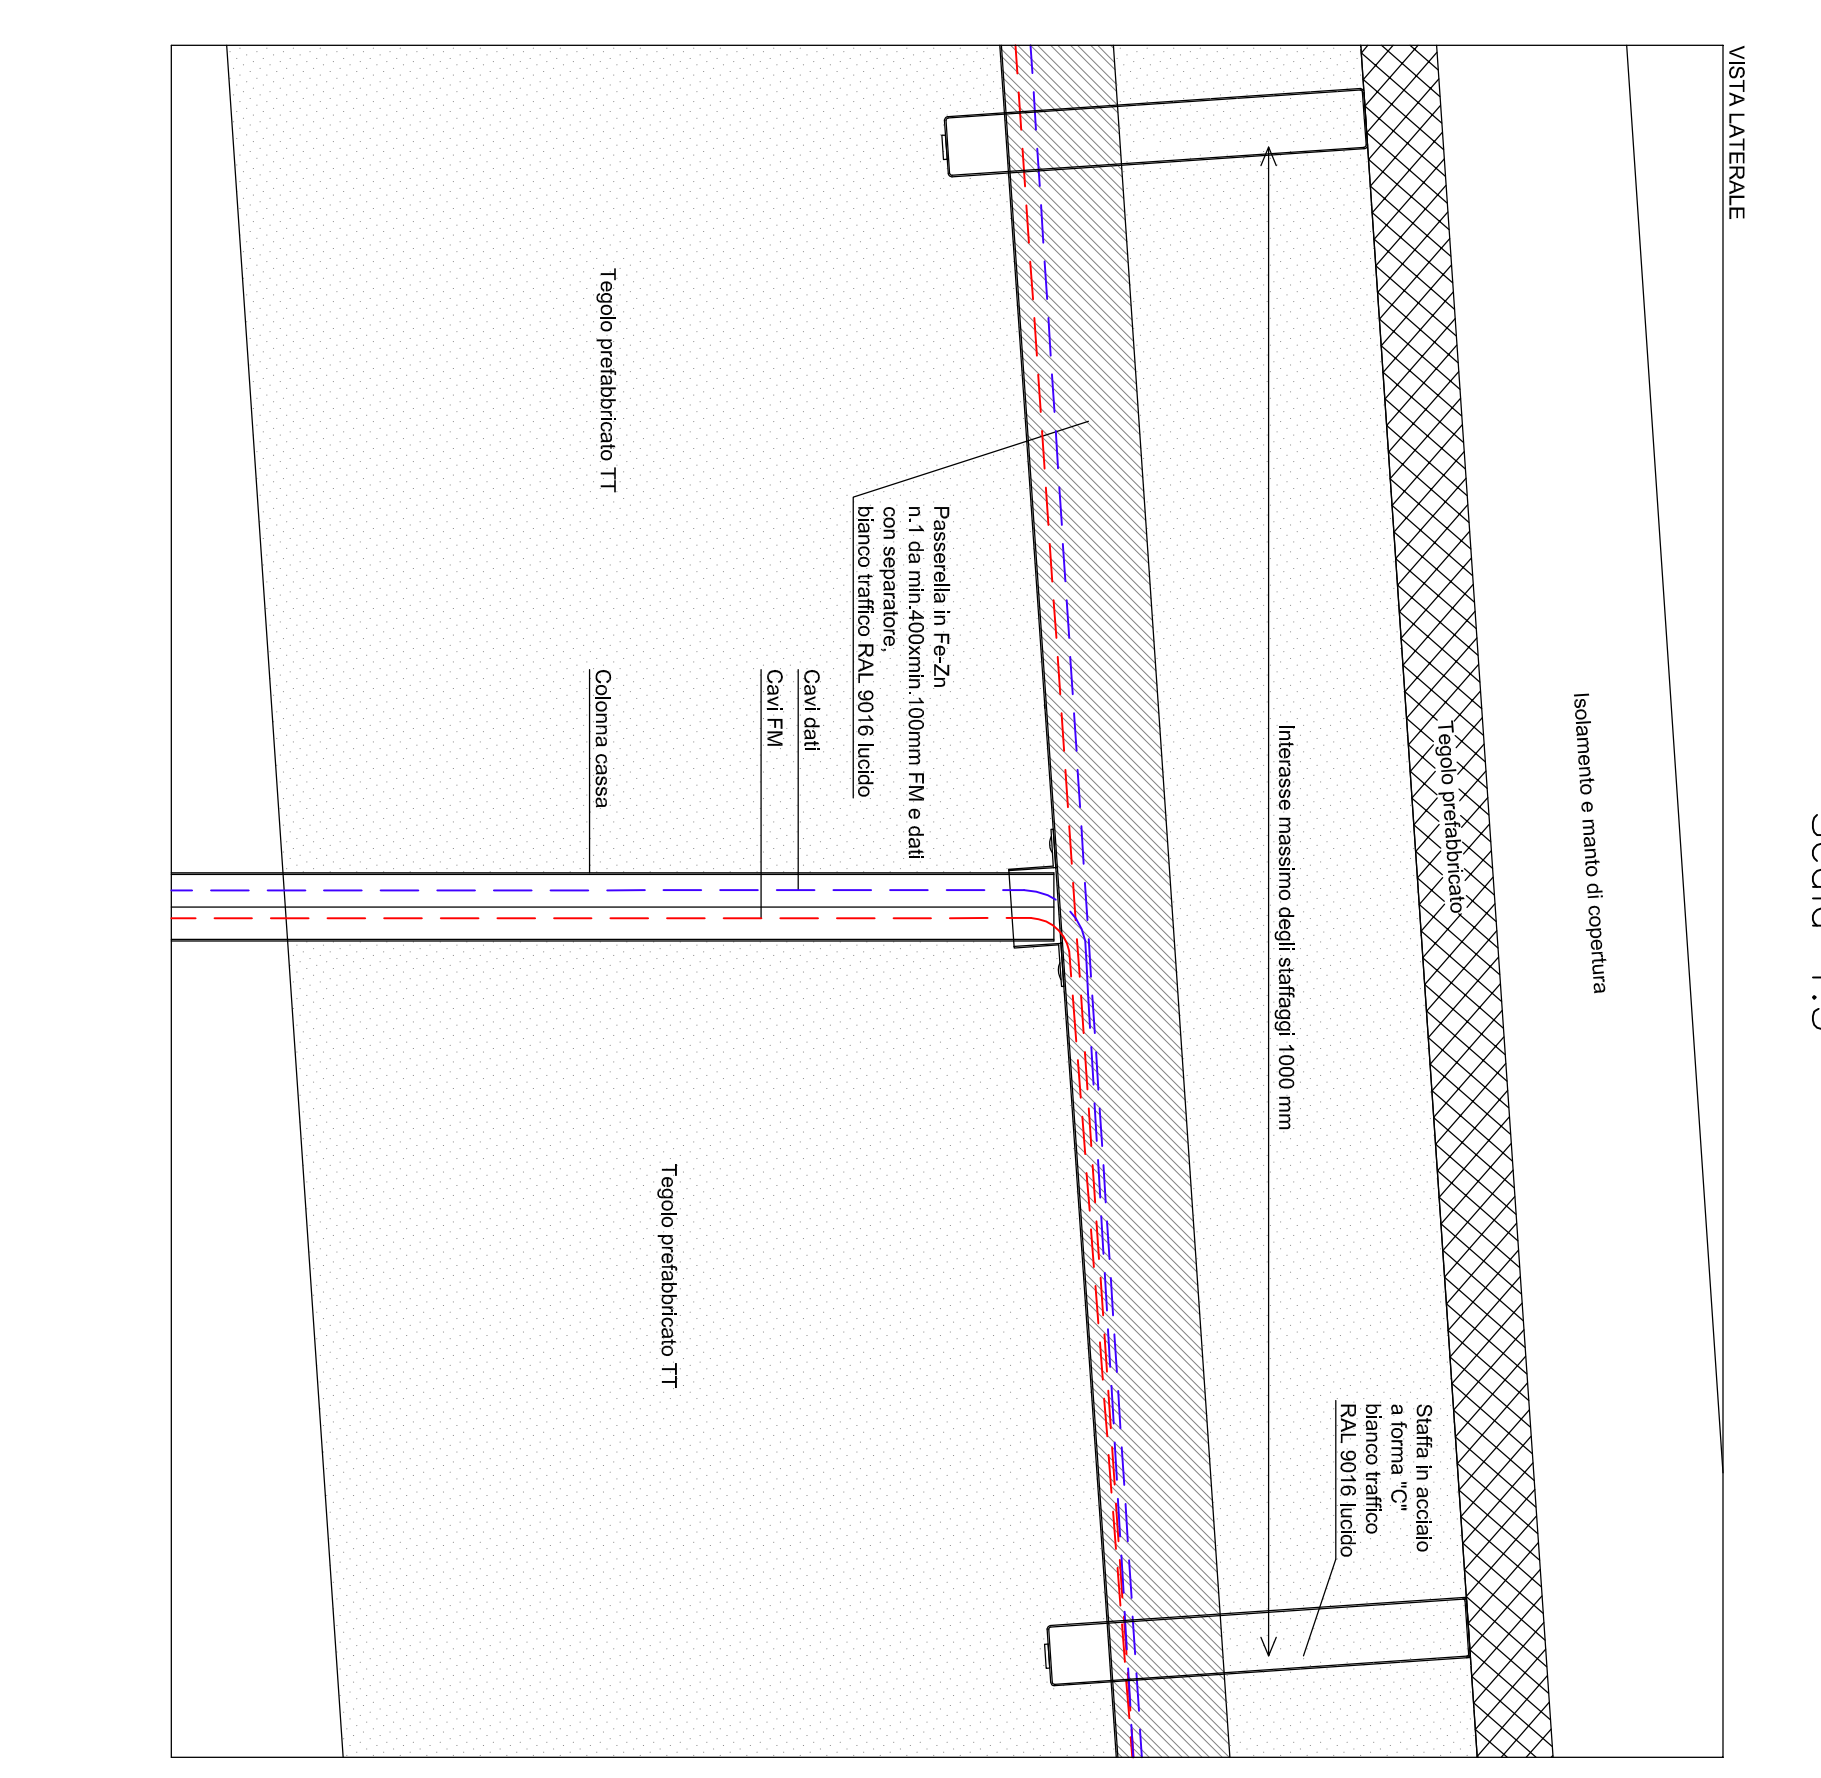 VISTA LATERALE
Isolamento e manto di copertura
Tegolo prefabbricato
Staffa in acciaio
a forma "C"
bianco traffico
RAL 9016 lucido
Interasse massimo degli staffaggi 1000 mm
Passerella in Fe-Zn
n.1 da min.400xmin.100mm FM e dati
con separatore,
bianco traffico RAL 9016 lucido
Cavi dati
Cavi FM
Colonna cassa
Tegolo prefabbricato TT
Tegolo prefabbricato TT